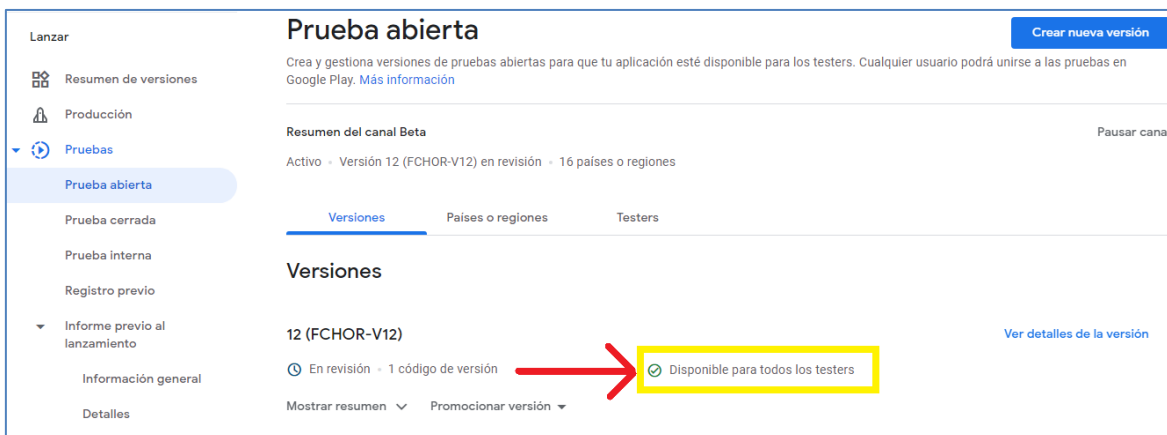 Lanzar
Resumen de versiones
Producción
Pruebas
Prueba abierta
Prueba cerrada
Prueba interna
Registro previo
Informe previo al
lanzamiento
Información general
Detalles
Prueba abierta
Crear nueva versión
Crea y gestiona versiones de pruebas abiertas para que tu aplicación esté disponible para los testers. Cualquier usuario podrá unirse a las pruebas en
Google Play. Más información
Resumen del canal Beta
Pausar cana
Activo • Versión 12 (FCHOR-V12) en revisión • 16 países o regiones
Versiones
Países o regiones
Testers
Versiones
12 (FCHOR-V12)
Ver detalles de la versión
En revisión • 1 código de versión
Disponible para todos los testers
Mostrar resumen
Promocionar versión